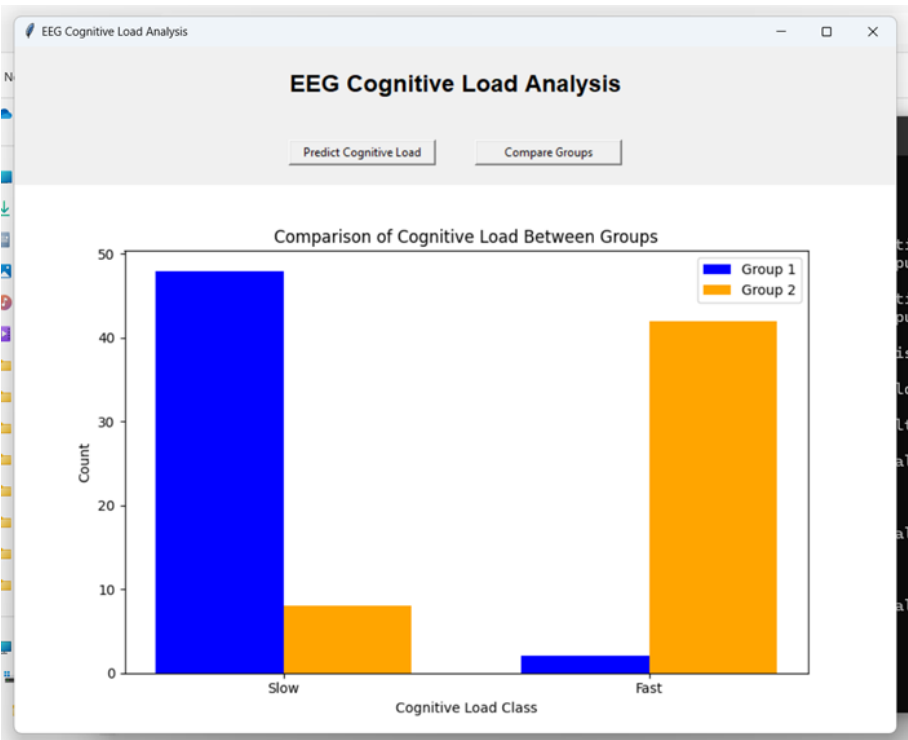 EEG Cognitive Load Analysis
EEG Cognitive Load Analysis
Predict Cognitive Load
Compare Groups
Comparison of Cognitive Load Between Groups
Group 1
Group 2
50
40
30
20
10
0
Count
Slow
Fast
Cognitive Load Class